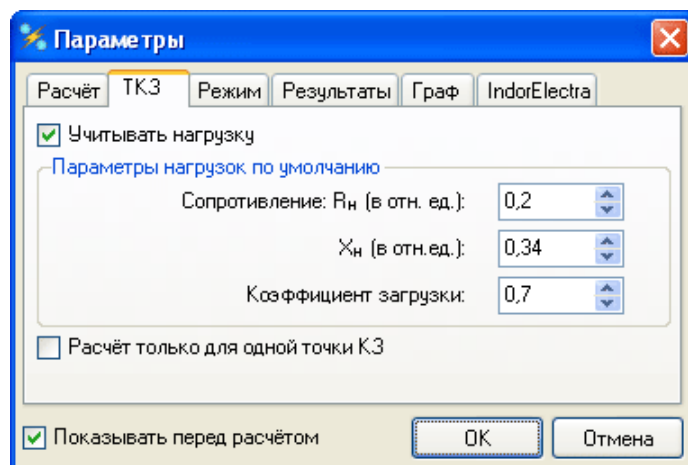 Параметры
Расчёт ТКЗ Режим Результаты Граф IndorElectra
Учитывать нагрузку
Параметры нагрузок по умолчанию
Сопротивление: Rн (в отн. ед.): 0,2
Xн (в отн.ед.): 0,34
Коэффициент загрузки: 0,7
Расчёт только для одной точки КЗ
Показывать перед расчётом OK Отмена